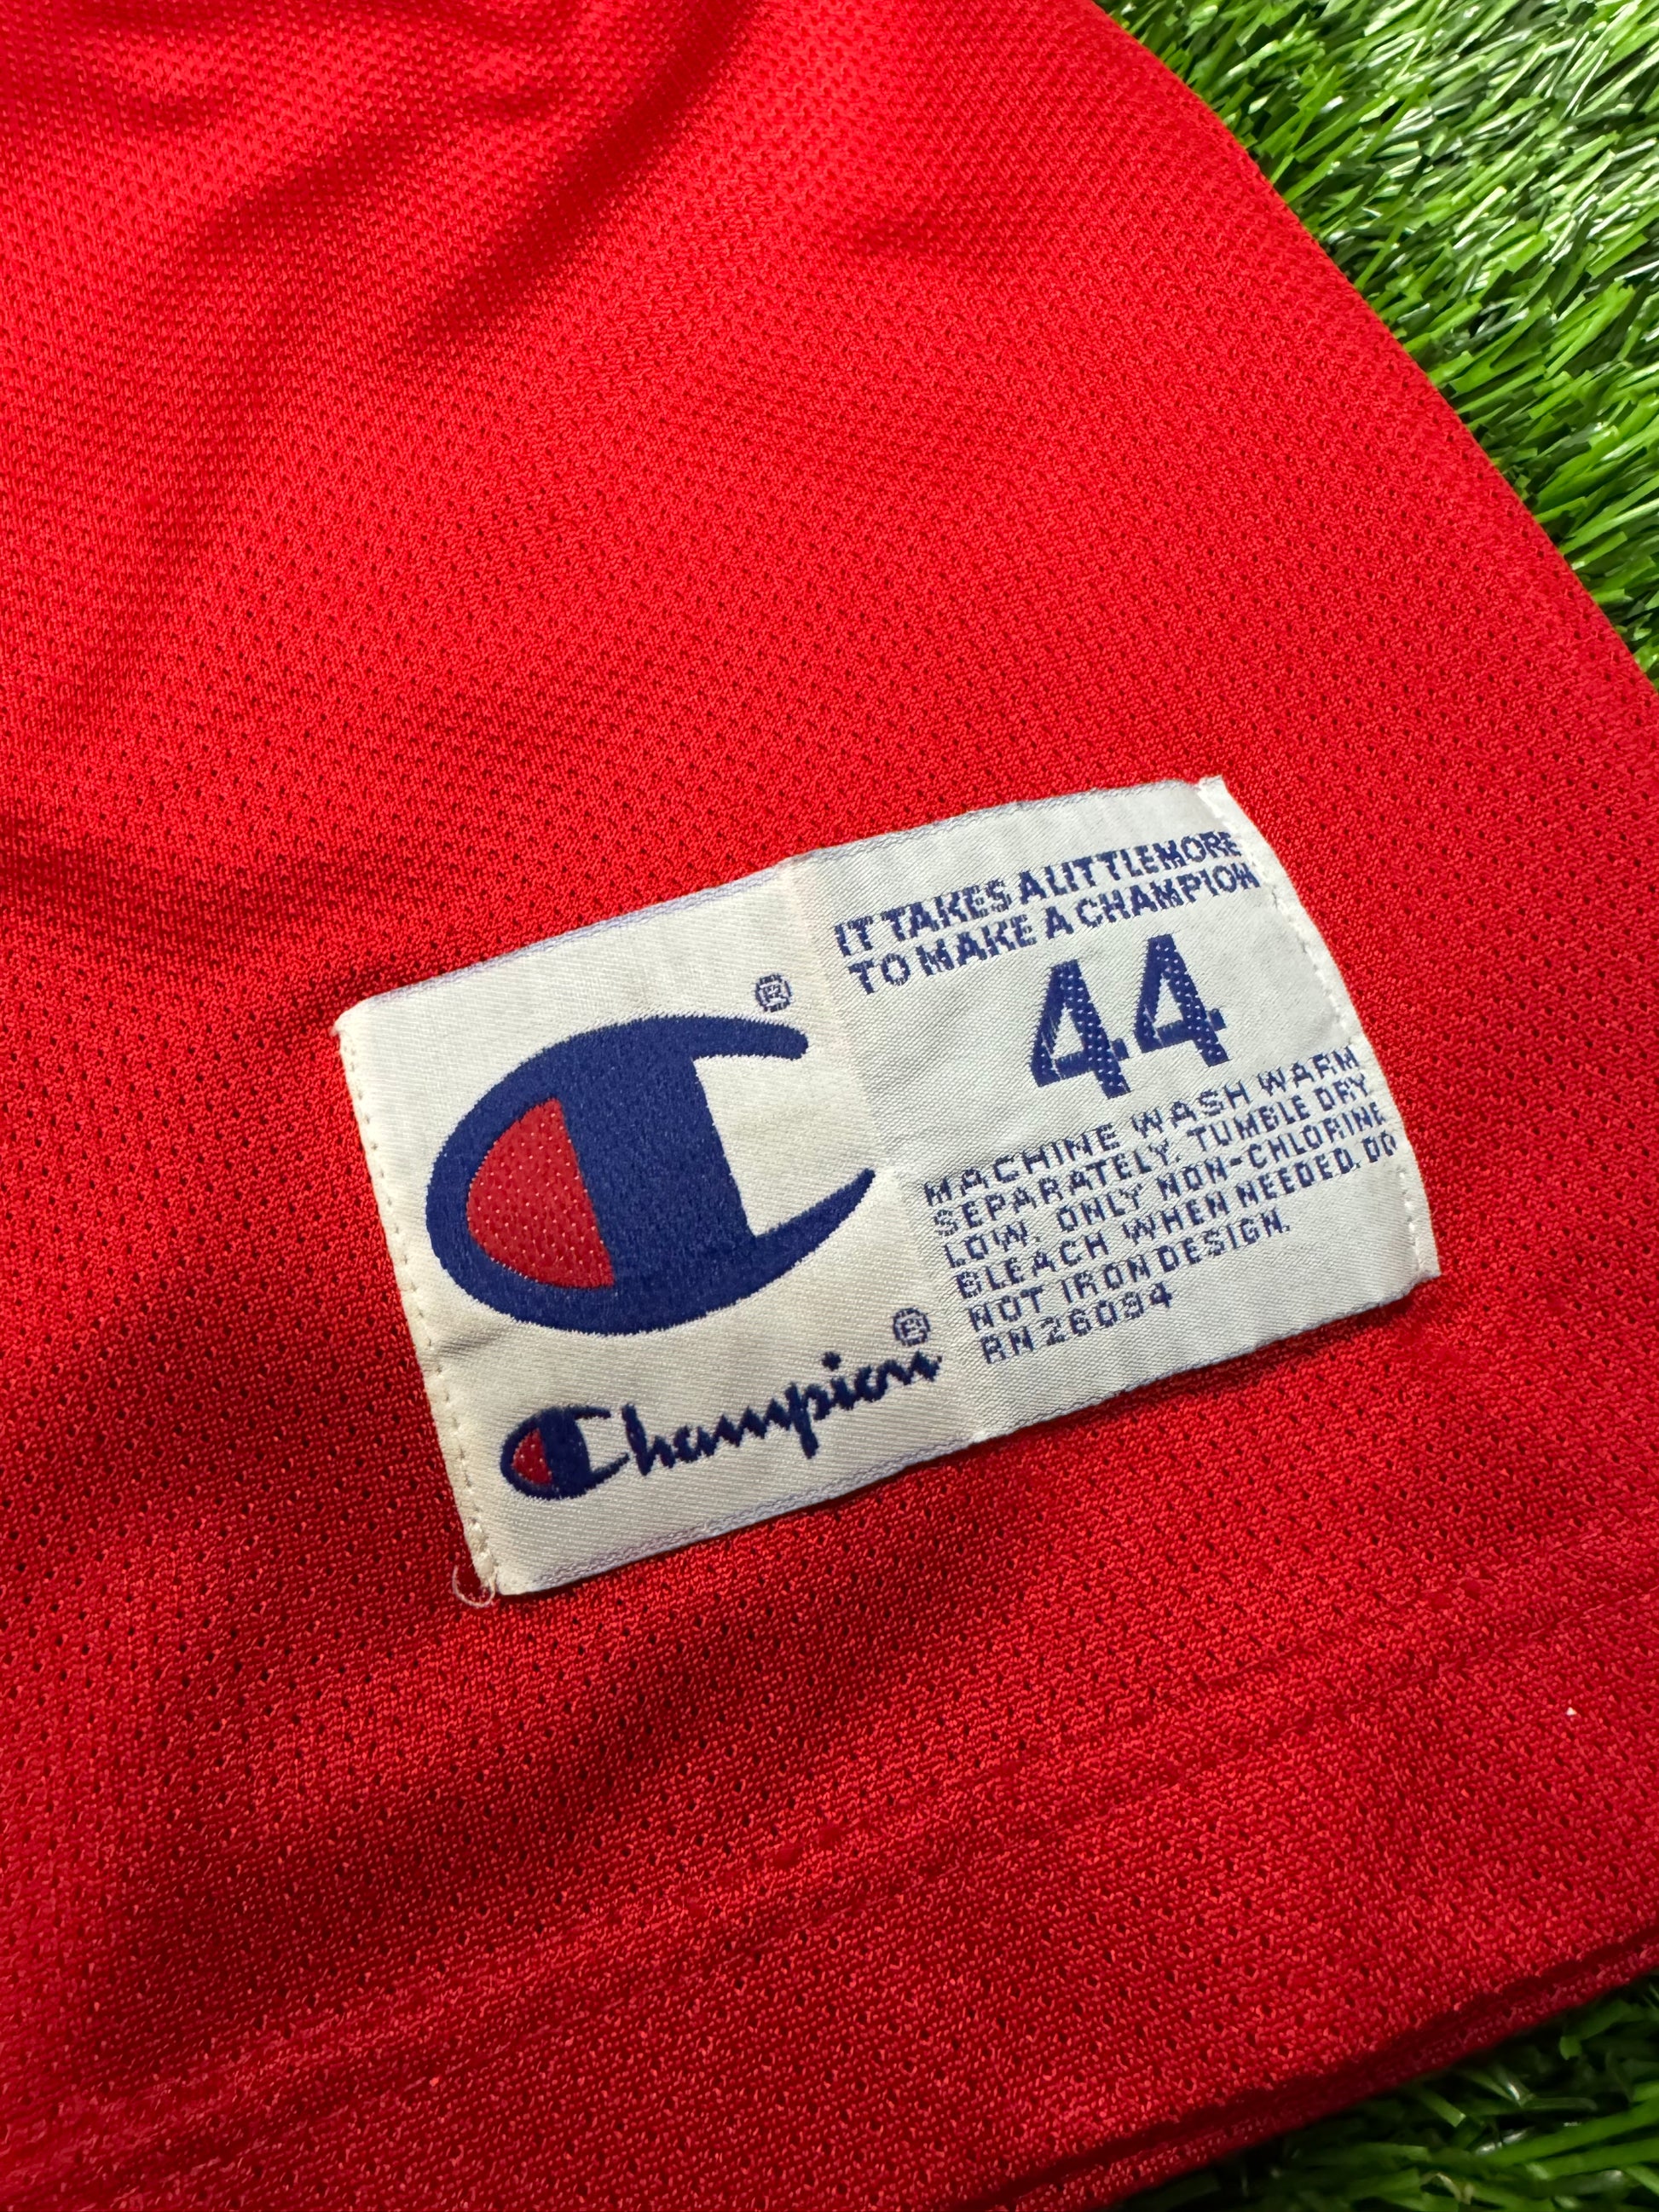 ®
Champion®
IT TAKES A LITTLE MORE
TO MAKE A CHAMPION
44
MACHINE WASH WARM
SEPARATELY. TUMBLE DRY
LOW. ONLY NON-CHLORINE
BLEACH WHEN NEEDED. DO
NOT IRON DESIGN.
RN 26094